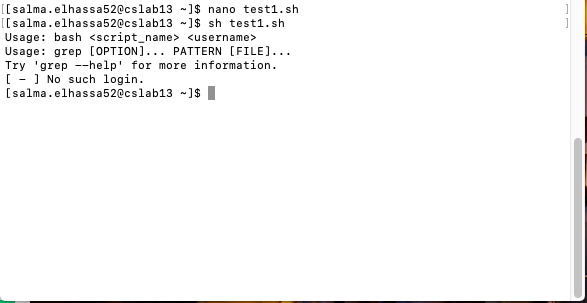 [[salma.elhassa52@cslab13 ~]$ nano test1.sh ]
[[salma.elhassa52@cslab13 ~]$ sh test1.sh ]
Usage: bash <script_name> <username>
Usage: grep [OPTION]... PATTERN [FILE]...
Try 'grep --help' for more information.
[ - ] No such login.
[salma.elhassa52@cslab13 ~]$